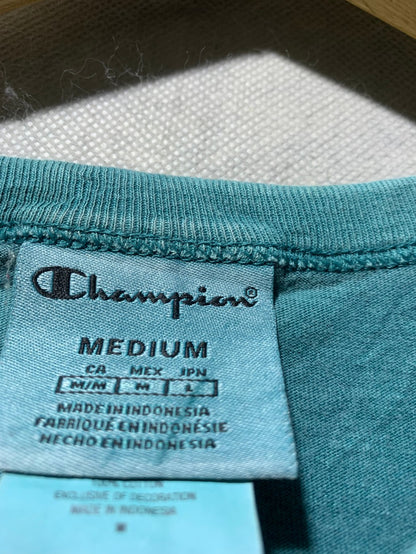 Champion®
MEDIUM
CA MEX JPN
M/M M L
MADE IN INDONESIA
FABRIQUÉ EN INDONÉSIE
HECHO EN INDONESIA
100% COTTON
EXCLUSIVE OF DECORATION
MADE IN INDONESIA